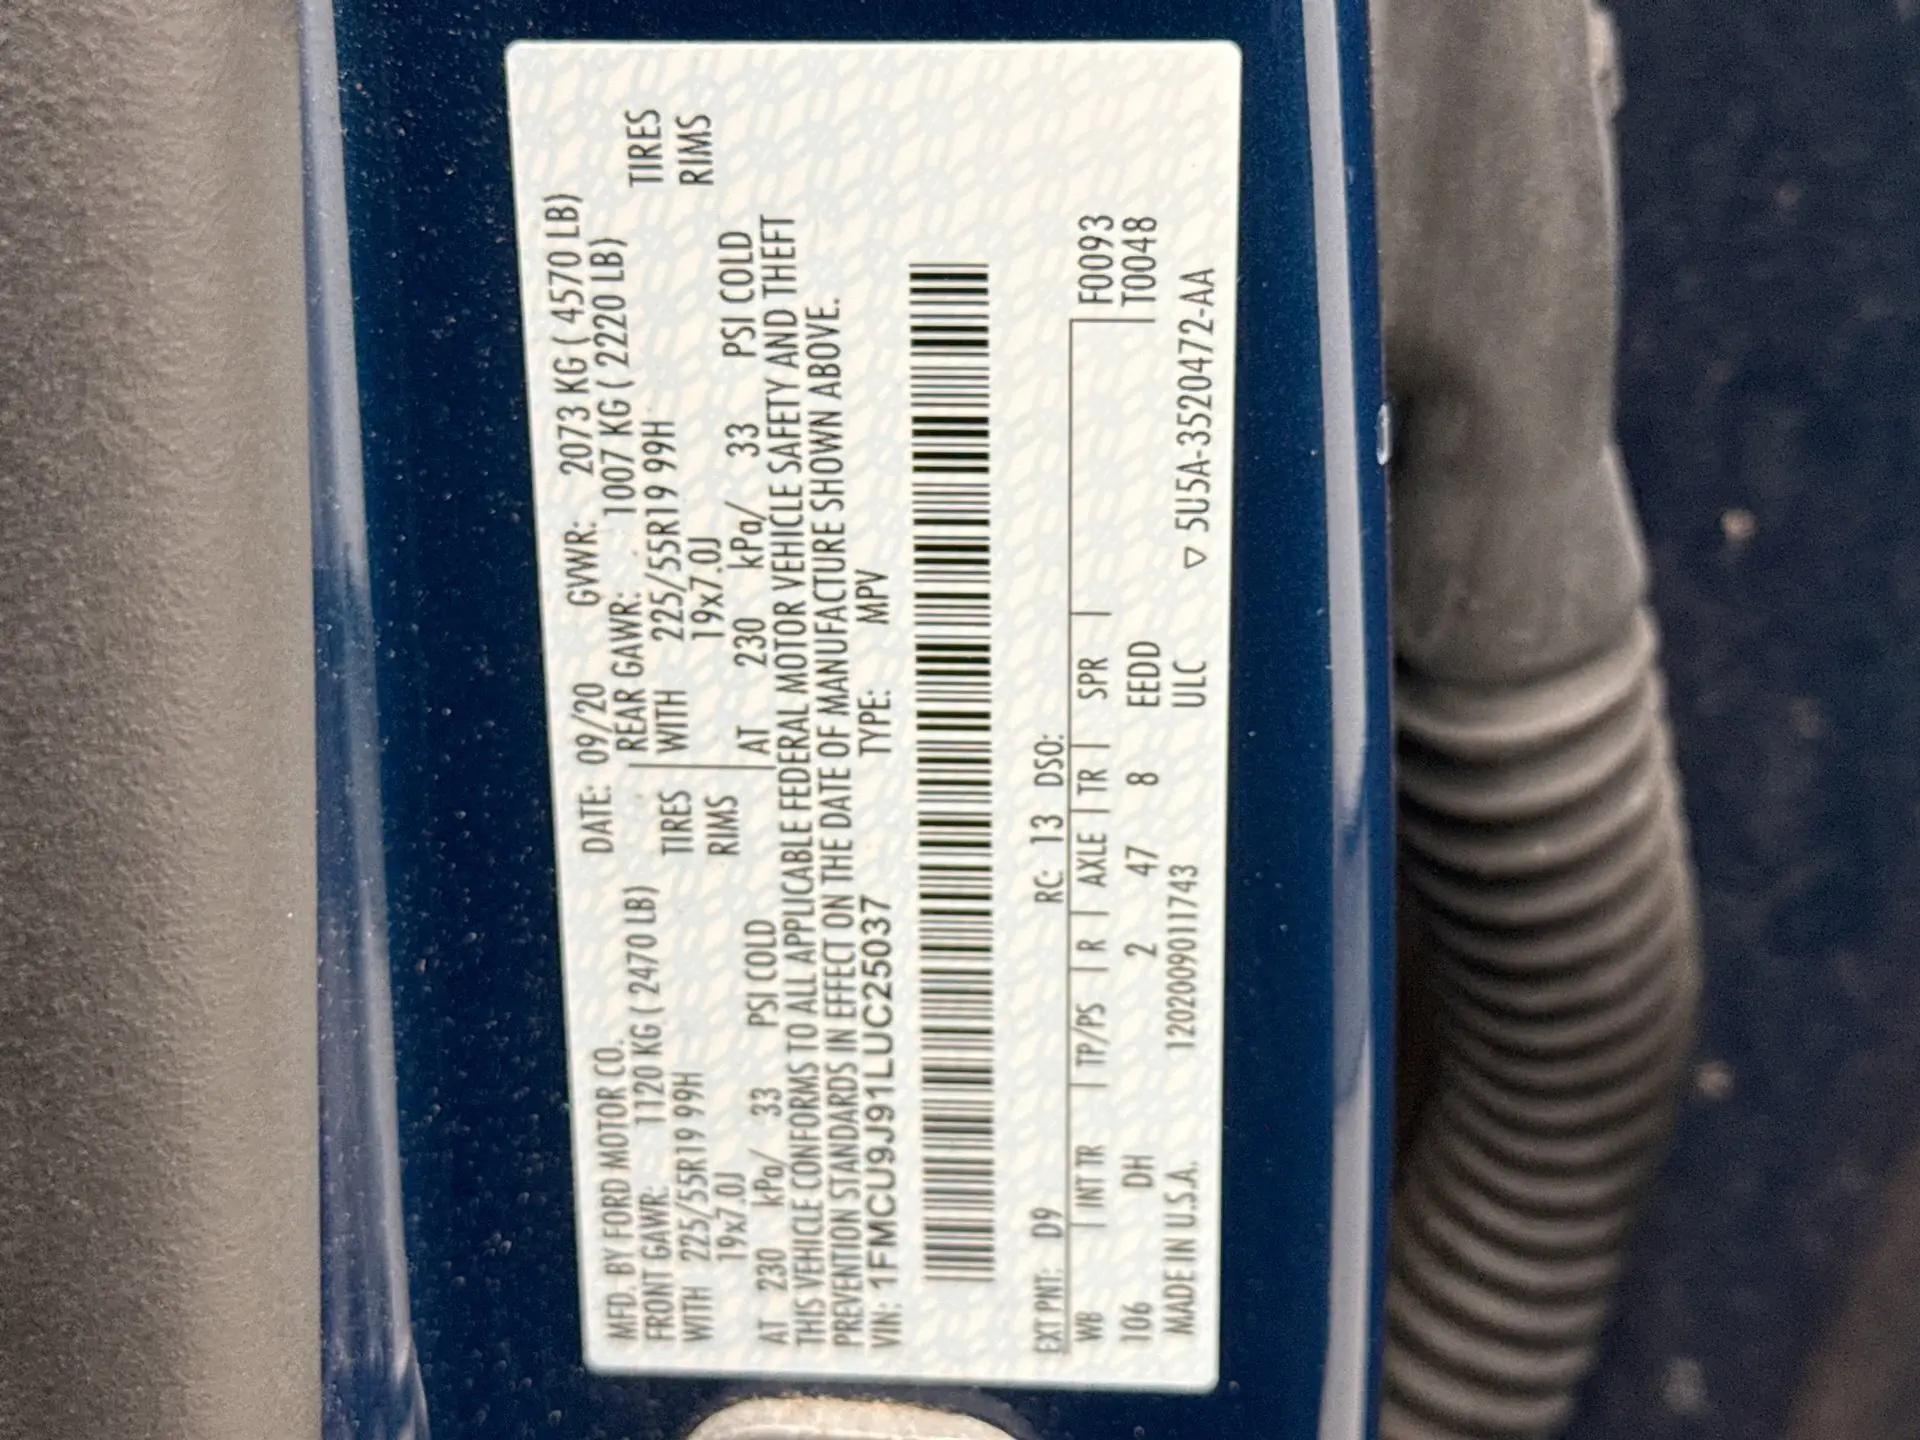 MFD. BY FORD MOTOR CO. DATE: 09/20 GVWR: 2073 KG ( 4570 LB)
FRONT GAWR: 1120 KG ( 2470 LB) REAR GAWR: 1007 KG ( 2220 LB)
WITH 225/55R19 99H TIRES WITH 225/55R19 99H TIRES
19x7.0J RIMS 19x7.0J RIMS
AT 230 kPa/ 33 PSI COLD AT 230 kPa/ 33 PSI COLD
THIS VEHICLE CONFORMS TO ALL APPLICABLE FEDERAL MOTOR VEHICLE SAFETY AND THEFT
PREVENTION STANDARDS IN EFFECT ON THE DATE OF MANUFACTURE SHOWN ABOVE.
VIN: 1FMCU9J91LUC25037 TYPE: MPV
EXT PNT: D9 RC: 13 DSO:
WB INT TR TP/PS R AXLE TR SPR F0093
106 DH 2 47 8 EEDD T0048
MADE IN U.S.A. 1202009011743 ULC ▽ 5U5A-3520472-AA